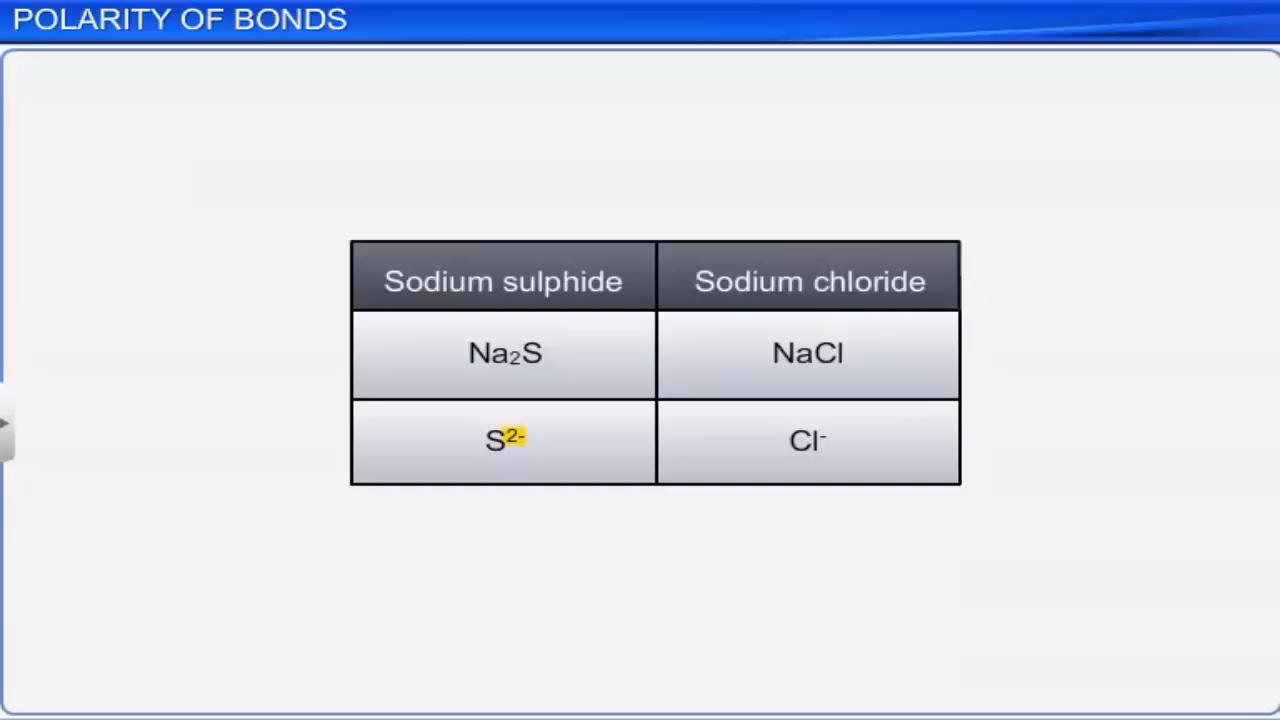 POLARITY OF BONDS
Sodium sulphide Sodium chloride
Na₂S NaCl
S²⁻ Cl⁻